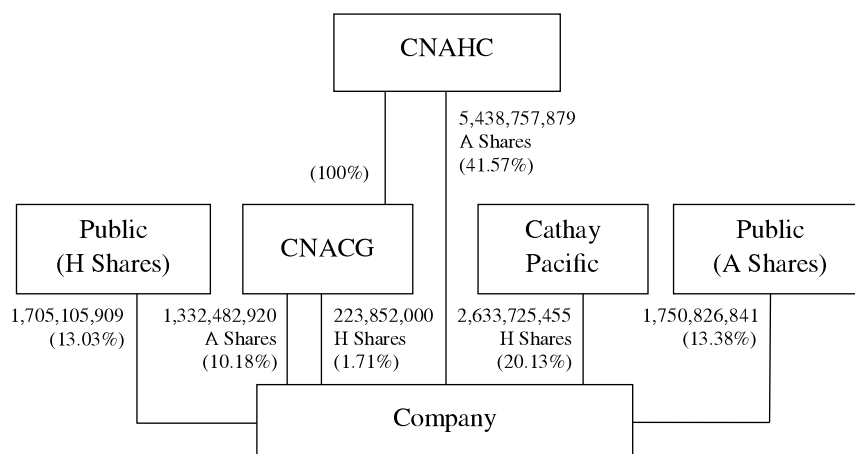 CNAHC
5,438,757,879
A Shares
(41.57%)
(100%)
Public
(H Shares)
CNACG
Cathay
Pacific
Public
(A Shares)
1,705,105,909
(13.03%)
1,332,482,920
A Shares
(10.18%)
223,852,000
H Shares
(1.71%)
2,633,725,455
H Shares
(20.13%)
1,750,826,841
(13.38%)
Company